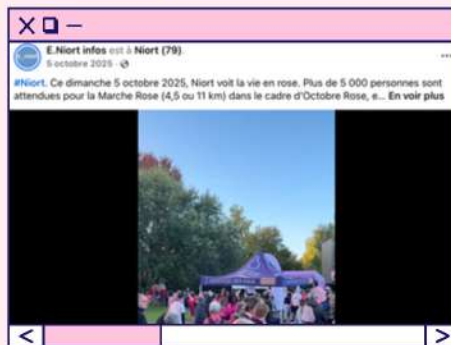 E.Niort infos est à Niort (79).
5 octobre 2025 ·
#Niort. Ce dimanche 5 octobre 2025, Niort voit la vie en rose. Plus de 5 000 personnes sont
attendues pour la Marche Rose (4,5 ou 11 km) dans le cadre d'Octobre Rose, e... En voir plus